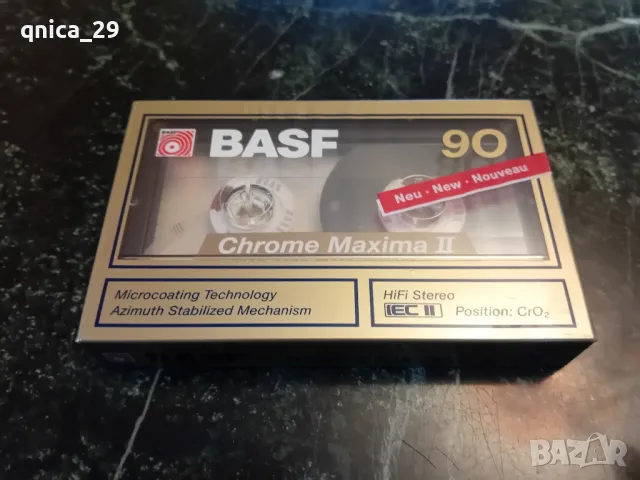 qnica_29
BASF
BASF 90
Neu · New · Nouveau
Chrome Maxima II
Microcoating Technology
Azimuth Stabilized Mechanism
HiFi Stereo
IEC II Position: CrO₂
BAZAR